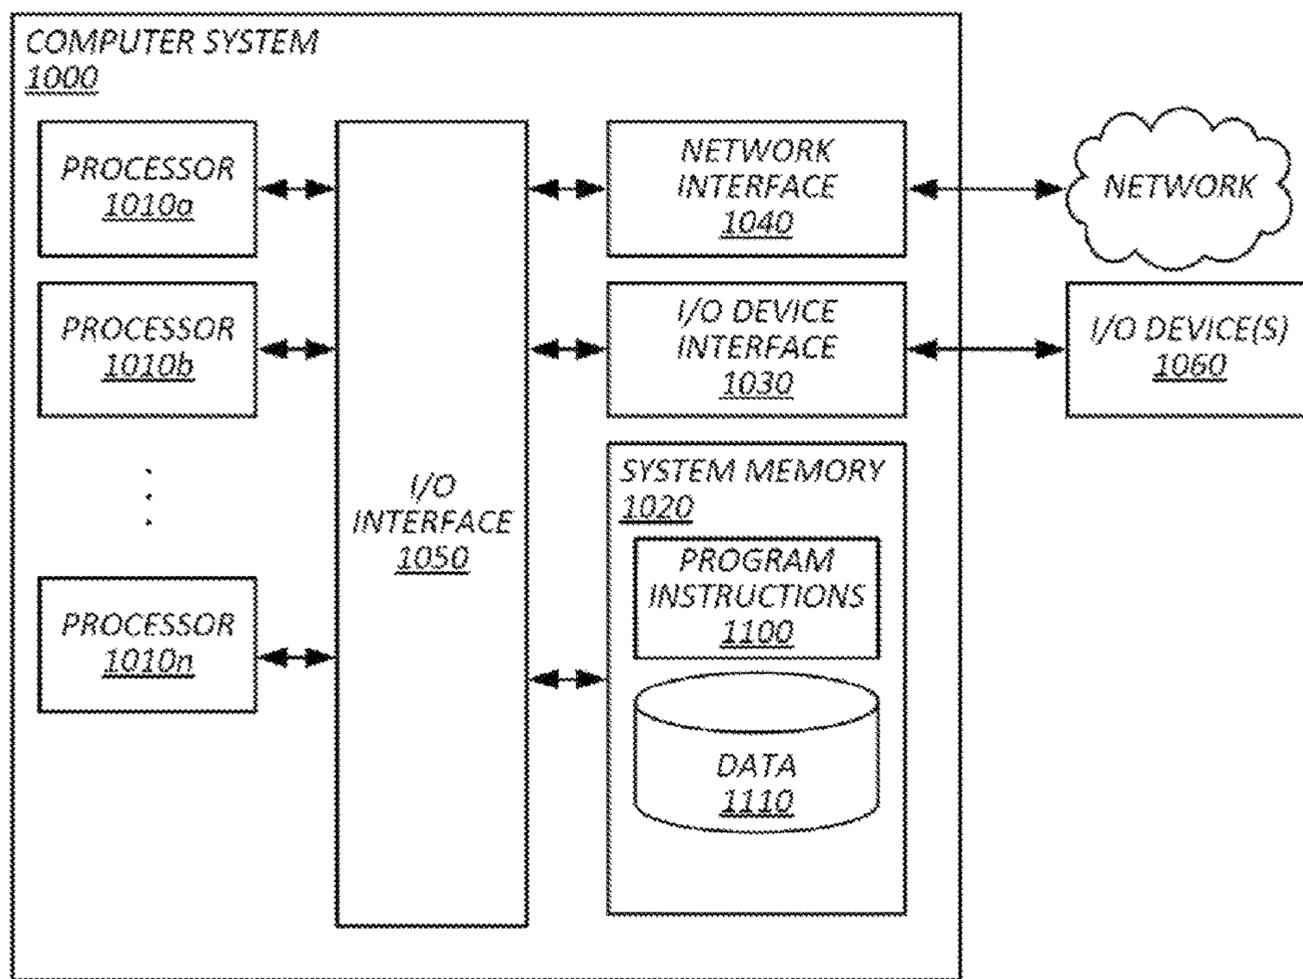 COMPUTER SYSTEM
1000
PROCESSOR
1010a
PROCESSOR
1010b
PROCESSOR
1010n
I/O
INTERFACE
1050
NETWORK
INTERFACE
1040
I/O DEVICE
INTERFACE
1030
SYSTEM MEMORY
1020
PROGRAM
INSTRUCTIONS
1100
DATA
1110
NETWORK
I/O DEVICE(S)
1060